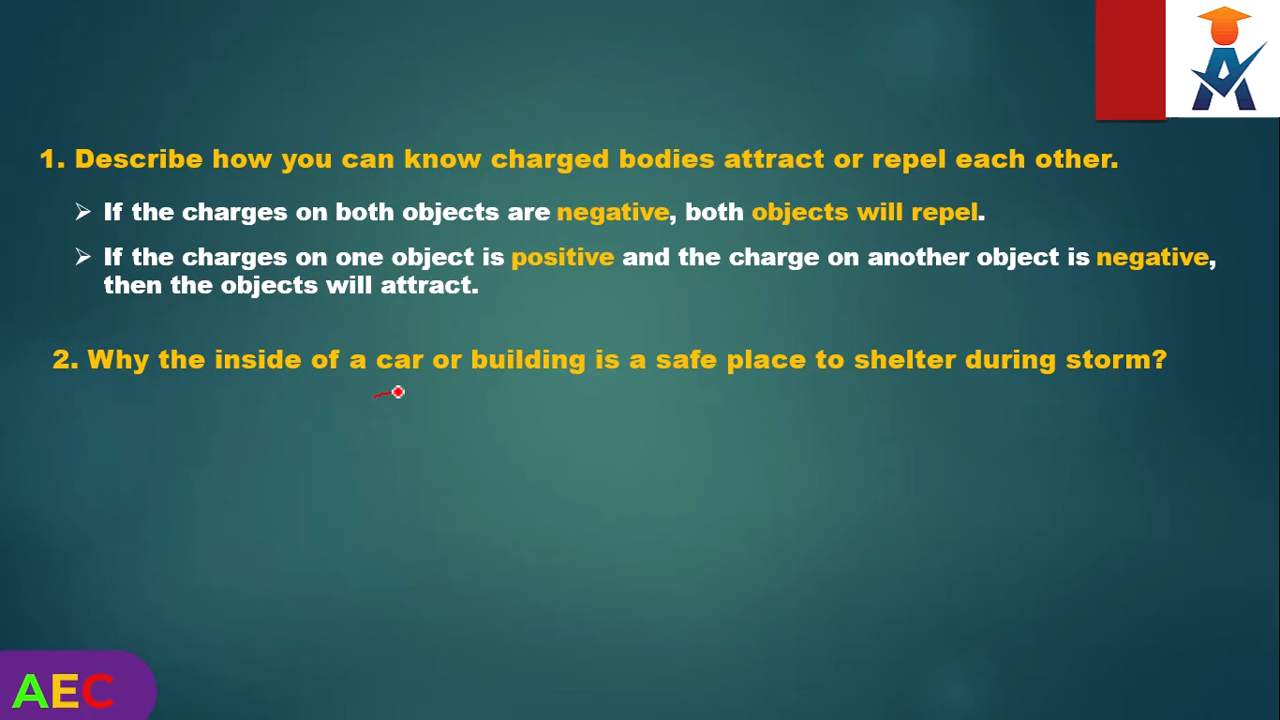 1. Describe how you can know charged bodies attract or repel each other.
If the charges on both objects are negative, both objects will repel.
If the charges on one object is positive and the charge on another object is negative,
then the objects will attract.
2. Why the inside of a car or building is a safe place to shelter during storm?
AEC